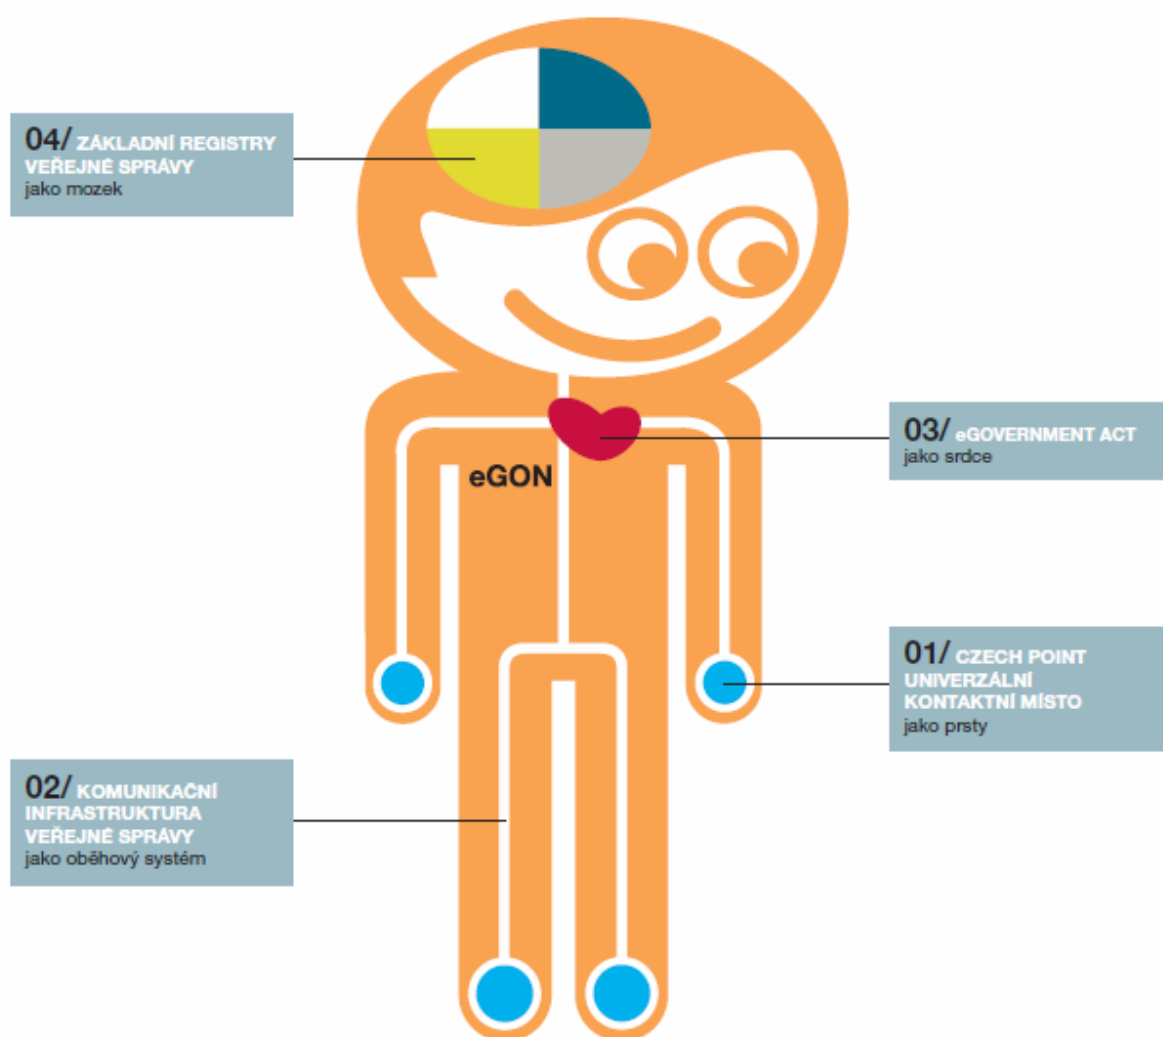 04/ ZÁKLADNÍ REGISTRY
VEŘEJNÉ SPRÁVY
jako mozek
03/ eGOVERNMENT ACT
jako srdce
eGON
01/ CZECH POINT
UNIVERZÁLNÍ
KONTAKTNÍ MÍSTO
jako prsty
02/ KOMUNIKAČNÍ
INFRASTRUKTURA
VEŘEJNÉ SPRÁVY
jako oběhový systém